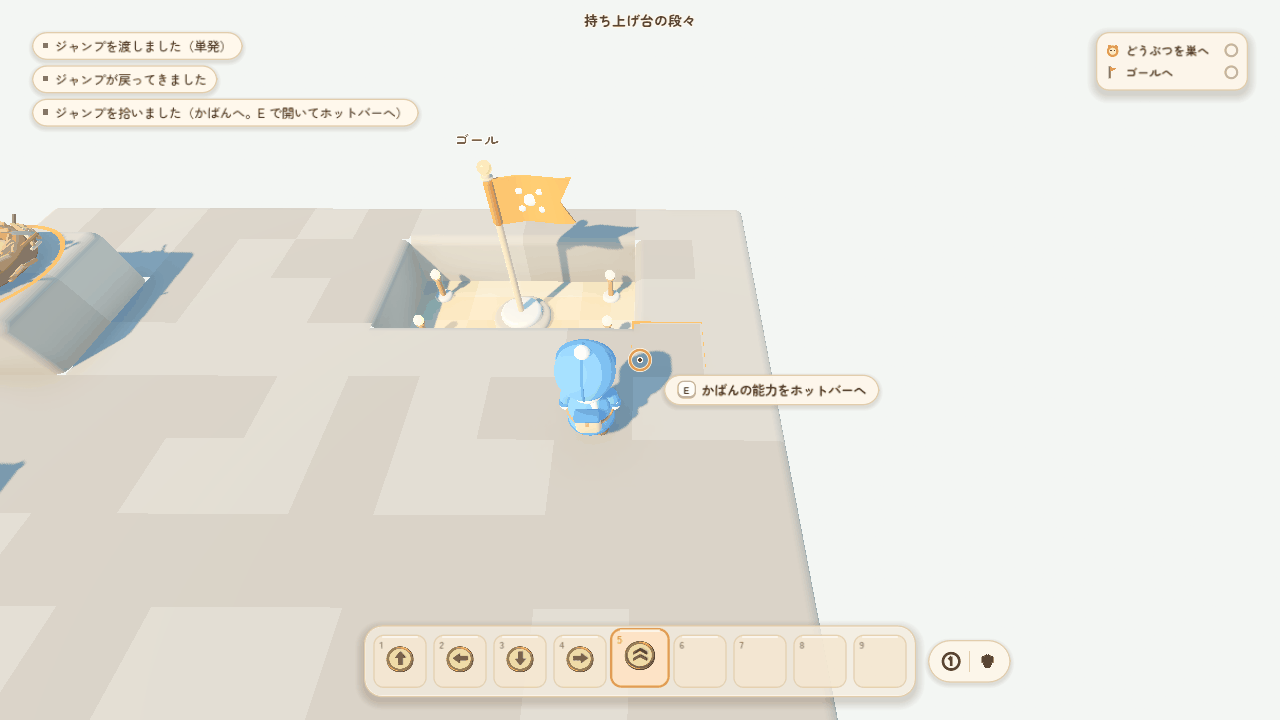 持ち上げ台の段々
ジャンプを渡しました（単発）
ジャンプが戻ってきました
ジャンプを拾いました（かばんへ。E で開いてホットバーへ）
どうぶつを巣へ
ゴールへ
ゴール
E かばんの能力をホットバーへ
1 2 3 4 5 6 7 8 9
1